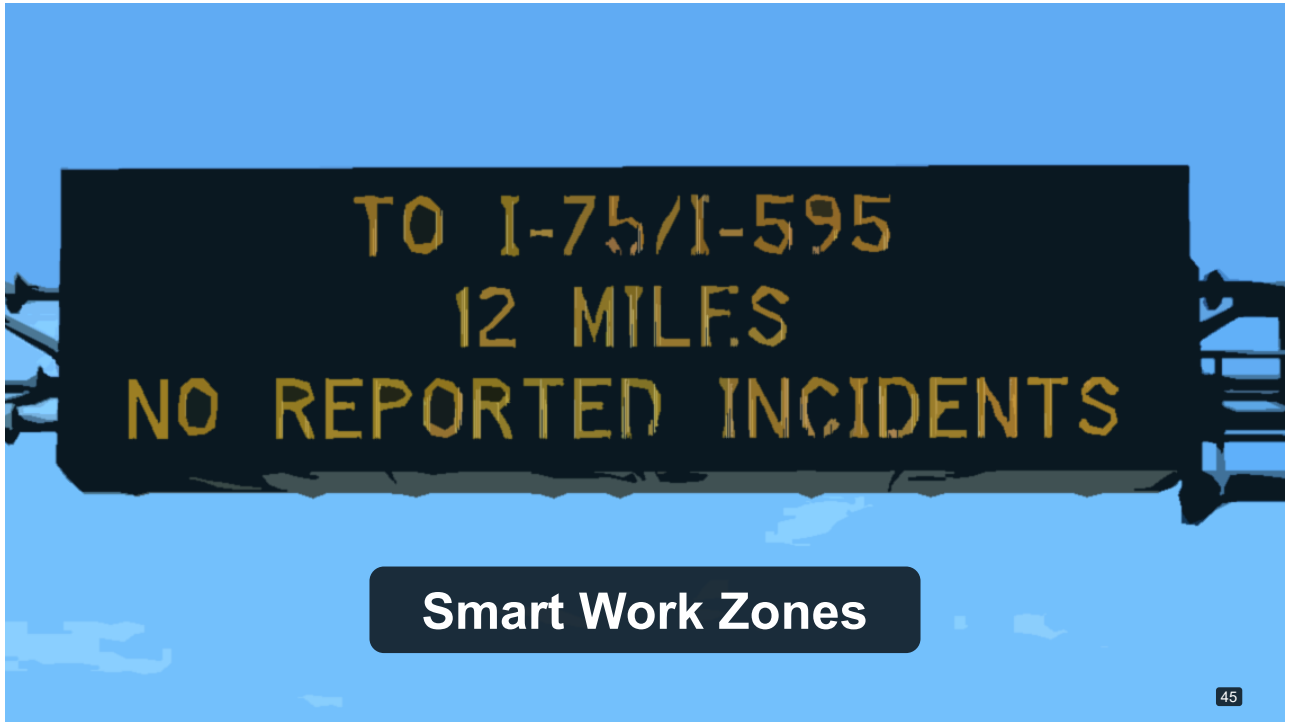 TO I-75/I-595
12 MILES
NO REPORTED INCIDENTS
Smart Work Zones
45